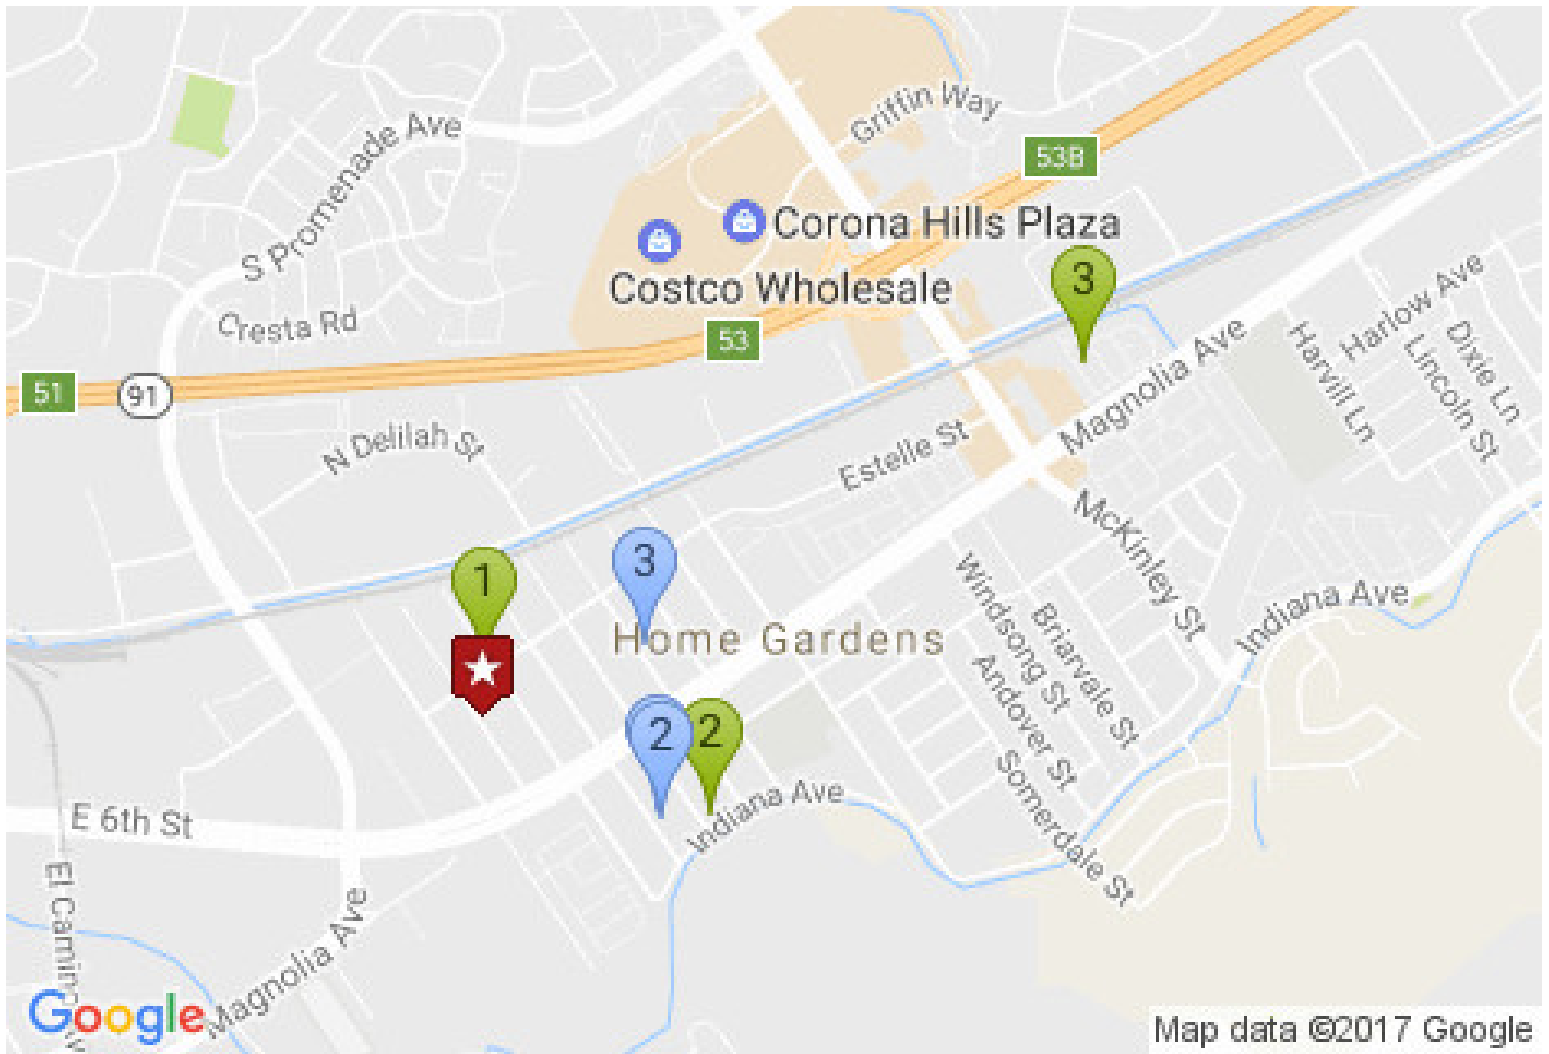 Griffin Way
S Promenade Ave
53B
Corona Hills Plaza
Costco Wholesale
3
Cresta Rd
53
51
91
Harlow Ave
Dixie Ln
Lincoln St
Harvill Ln
Magnolia Ave
N Delilah St
Estelle St
McKinley St
1
3
Home Gardens
Windsong St
Briarvale St
Andover St
Somerdale St
Indiana Ave
2
2
Indiana Ave
E 6th St
Magnolia Ave
Google
Map data ©2017 Google